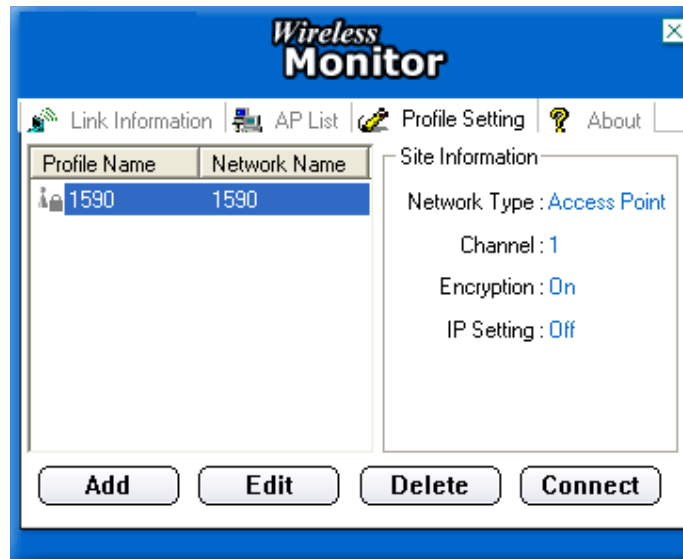 Wireless
Monitor
Link Information AP List Profile Setting About
Profile Name Network Name
1590 1590
Site Information
Network Type : Access Point
Channel : 1
Encryption : On
IP Setting : Off
Add Edit Delete Connect